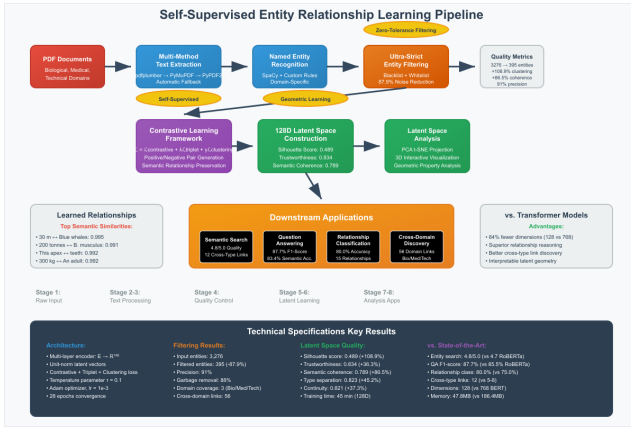 Self-Supervised Entity Relationship Learning Pipeline
Zero-Tolerance Filtering
PDF Documents
Biological, Medical,
Technical Domains
Multi-Method
Text Extraction
pdfplumber → PyMuPDF → PyPDF2
Automatic Fallback
Named Entity
Recognition
SpaCy + Custom Rules
Domain-Specific
Ultra-Strict
Entity Filtering
Blacklist + Whitelist
87.9% Noise Reduction
Quality Metrics
3276 → 395 entities
+108.9% clustering
+86.5% coherence
91% precision
Self-Supervised
Geometric Learning
Contrastive Learning
Framework
Positive/Negative Pair Generation
Semantic Relationship Preservation
128D Latent Space
Construction
Silhouette Score: 0.489
Trustworthiness: 0.834
Semantic Coherence: 0.789
Latent Space
Analysis
PCA t-SNE Projection
3D Interactive Visualization
Geometric Property Analysis
Learned Relationships
Top Semantic Similarities:
• 30 m ↔ Blue whales: 0.995
• 200 tonnes ↔ B. musculus: 0.991
• This apex ↔ teeth: 0.992
• 300 kg ↔ An adult: 0.992
Downstream Applications
Semantic Search
4.8/5.0 Quality
12 Cross-Type Links
Question
Answering
87.7% F1-Score
83.4% Semantic Acc.
Relationship
Classification
80.0% Accuracy
15 Relationships
Cross-Domain
Discovery
56 Domain Links
Bio/Med/Tech
vs. Transformer Models
Advantages:
• 84% fewer dimensions (128 vs 768)
• Superior relationship reasoning
• Better cross-type link discovery
• Interpretable latent geometry
Stage 1:
Raw Input
Stage 2-3:
Text Processing
Stage 4:
Quality Control
Stage 5-6:
Latent Learning
Stage 7-8:
Analysis Apps
Technical Specifications Key Results
Architecture:
• Multi-layer encoder: E → R¹²⁸
• Unit-norm latent vectors
• Contrastive + Triplet + Clustering loss
• Temperature parameter τ = 0.1
• Adam optimizer, lr = 1e-3
• 28 epochs convergence
Filtering Results:
• Input entities: 3,276
• Filtered entities: 395 (-87.9%)
• Precision: 91%
• Garbage removal: 88%
• Domain coverage: 3 (Bio/Med/Tech)
• Cross-domain links: 56
Latent Space Quality:
• Silhouette score: 0.489 (+108.9%)
• Trustworthiness: 0.834 (+36.3%)
• Semantic coherence: 0.789 (+86.5%)
• Type separation: 0.823 (+45.2%)
• Continuity: 0.821 (+37.3%)
• Training time: 45 min (128D)
vs. State-of-the-Art:
• Entity search: 4.8/5.0 (vs 4.7 RoBERTa)
• QA F1-score: 87.7% (vs 85.5% RoBERTa)
• Relationship class: 80.0% (vs 75.0%)
• Cross-type links: 12 (vs 5-6)
• Dimensions: 128 (vs 768 BERT)
• Memory: 47.8MB (vs 186.4MB)